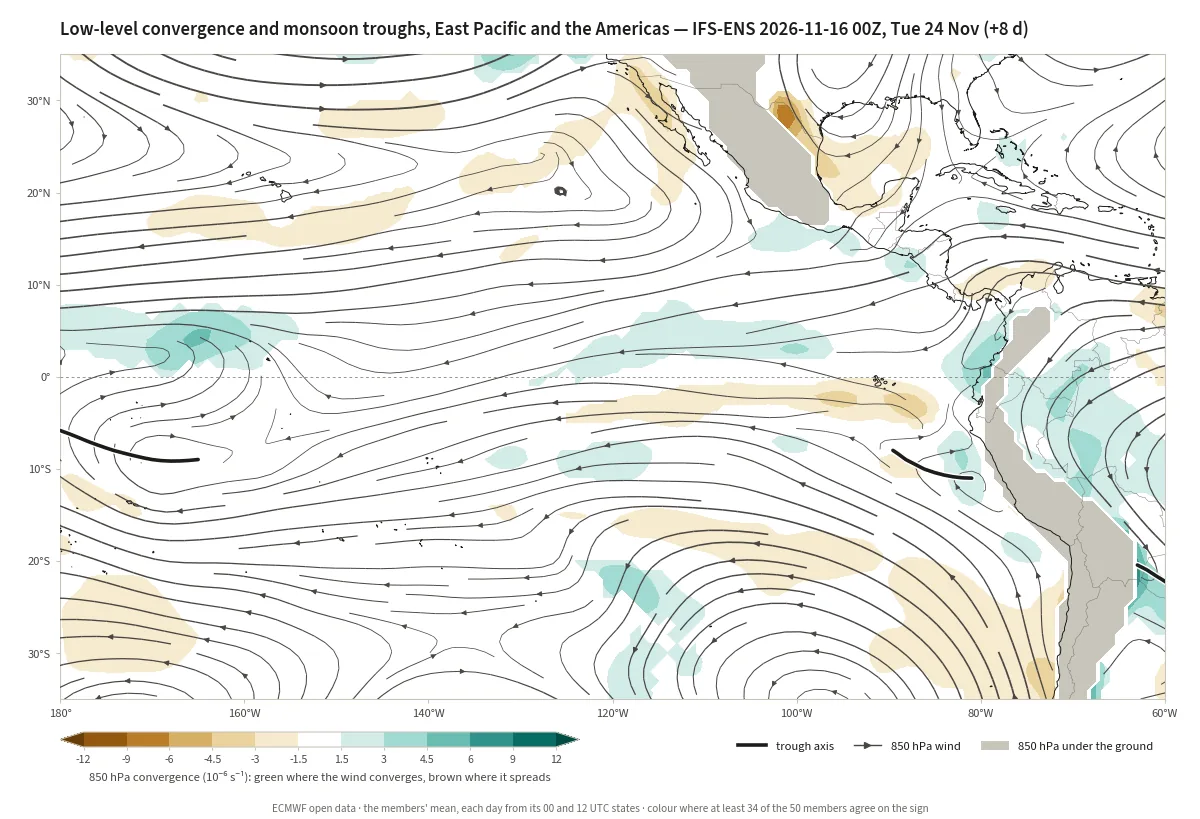 Low-level convergence and monsoon troughs, East Pacific and the Americas — IFS-ENS 2026-11-16 00Z, Tue 24 Nov (+8 d)
30°N
20°N
10°N
0°
10°S
20°S
30°S
180° 160°W 140°W 120°W 100°W 80°W 60°W
-12 -9 -6 -4.5 -3 -1.5 1.5 3 4.5 6 9 12
850 hPa convergence (10⁻⁶ s⁻¹): green where the wind converges, brown where it spreads
trough axis 850 hPa wind 850 hPa under the ground
ECMWF open data · the members' mean, each day from its 00 and 12 UTC states · colour where at least 34 of the 50 members agree on the sign